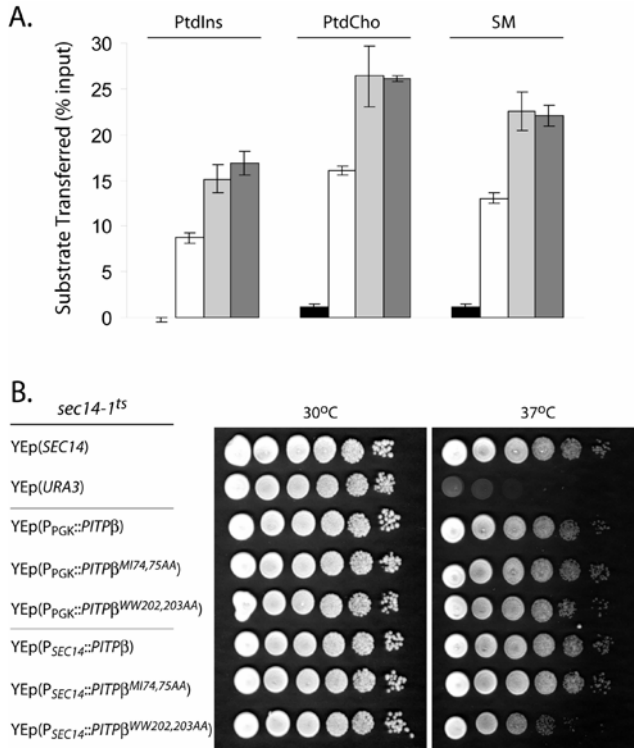 A.
PtdIns PtdCho SM
Substrate Transferred (% input)
30
25
20
15
10
5
0
B.
sec14-1ts 30ºC 37ºC
YEp(SEC14)
YEp(URA3)
YEp(PPGK::PITPβ)
YEp(PPGK::PITPβMI74,75AA)
YEp(PPGK::PITPβWW202,203AA)
YEp(PSEC14::PITPβ)
YEp(PSEC14::PITPβMI74,75AA)
YEp(PSEC14::PITPβWW202,203AA)